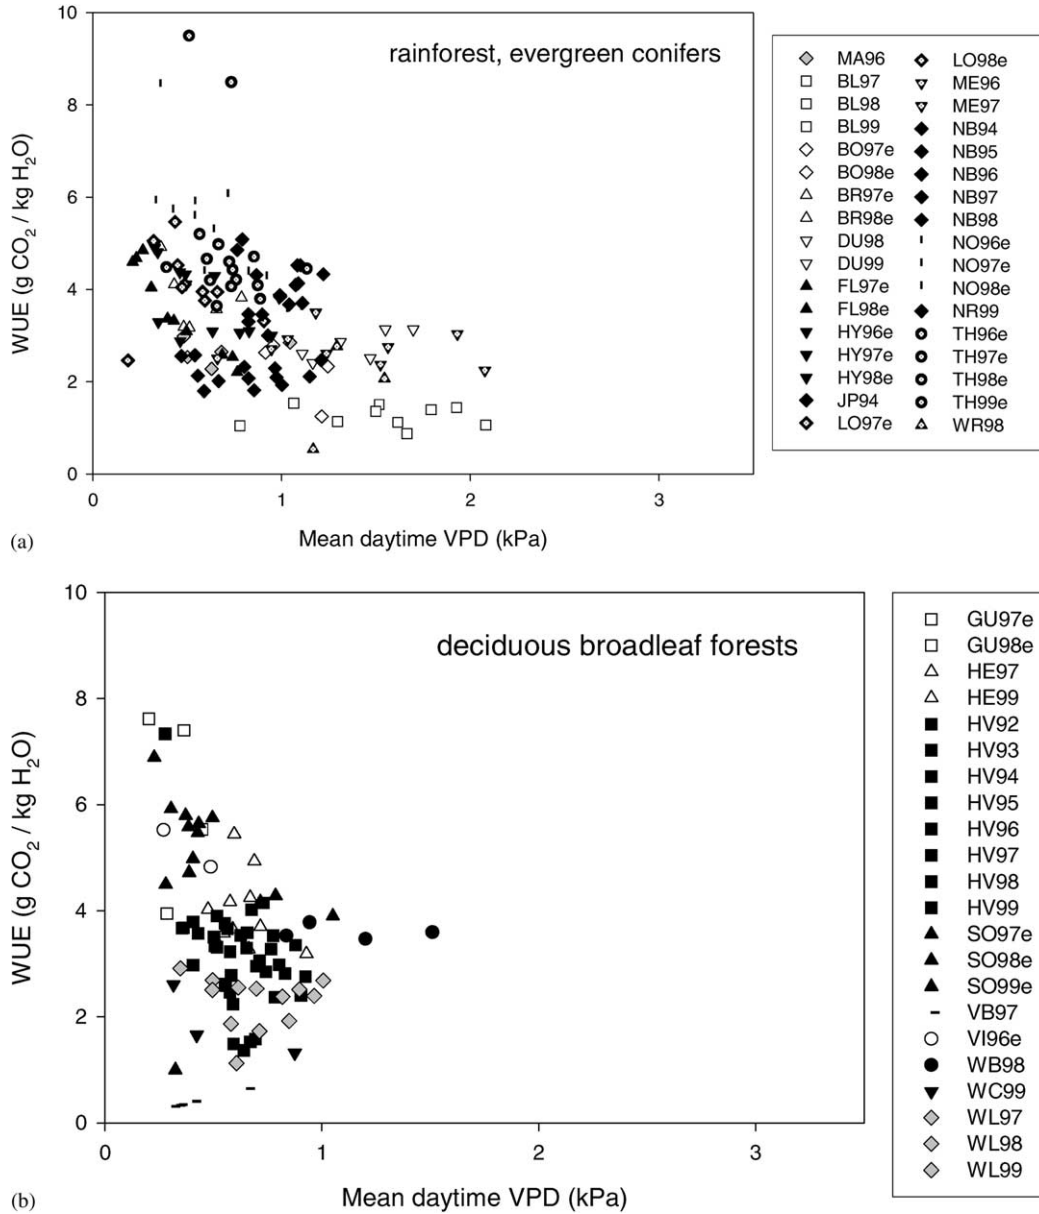 10
8
6
4
2
0
WUE (g CO₂ / kg H₂O)
rainforest, evergreen conifers
0 1 2 3
Mean daytime VPD (kPa)
(a)
MA96
BL97
BL98
BL99
BO97e
BO98e
BR97e
BR98e
DU98
DU99
FL97e
FL98e
HY96e
HY97e
HY98e
JP94
LO97e
LO98e
ME96
ME97
NB94
NB95
NB96
NB97
NB98
NO96e
NO97e
NO98e
NR99
TH96e
TH97e
TH98e
TH99e
WR98
10
8
6
4
2
0
WUE (g CO₂ / kg H₂O)
deciduous broadleaf forests
0 1 2 3
Mean daytime VPD (kPa)
(b)
GU97e
GU98e
HE97
HE99
HV92
HV93
HV94
HV95
HV96
HV97
HV98
HV99
SO97e
SO98e
SO99e
VB97
VI96e
WB98
WC99
WL97
WL98
WL99